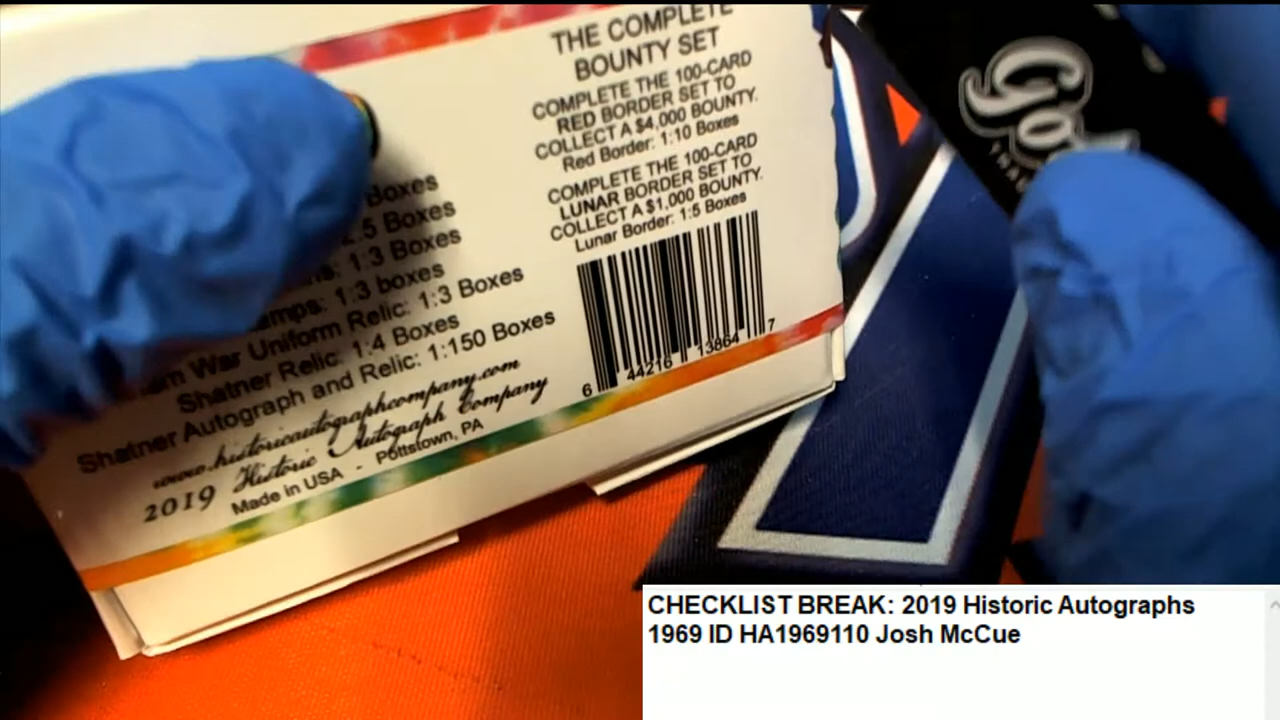 THE COMPLETE
BOUNTY SET
COMPLETE THE 100-CARD
RED BORDER SET TO
COLLECT A $4,000 BOUNTY.
Red Border: 1:10 Boxes
COMPLETE THE 100-CARD
LUNAR BORDER SET TO
COLLECT A $1,000 BOUNTY.
Lunar Border: 1:5 Boxes
6 44216 13864 7
Boxes
Boxes
1:3 Boxes
1:3 boxes
War Uniform Relic: 1:3 Boxes
Shatner Relic: 1:4 Boxes
Shatner Autograph and Relic: 1:150 Boxes
www.historicautographcompany.com
2019 Historic Autograph Company
Made in USA - Pottstown, PA
CHECKLIST BREAK: 2019 Historic Autographs
1969 ID HA1969110 Josh McCue